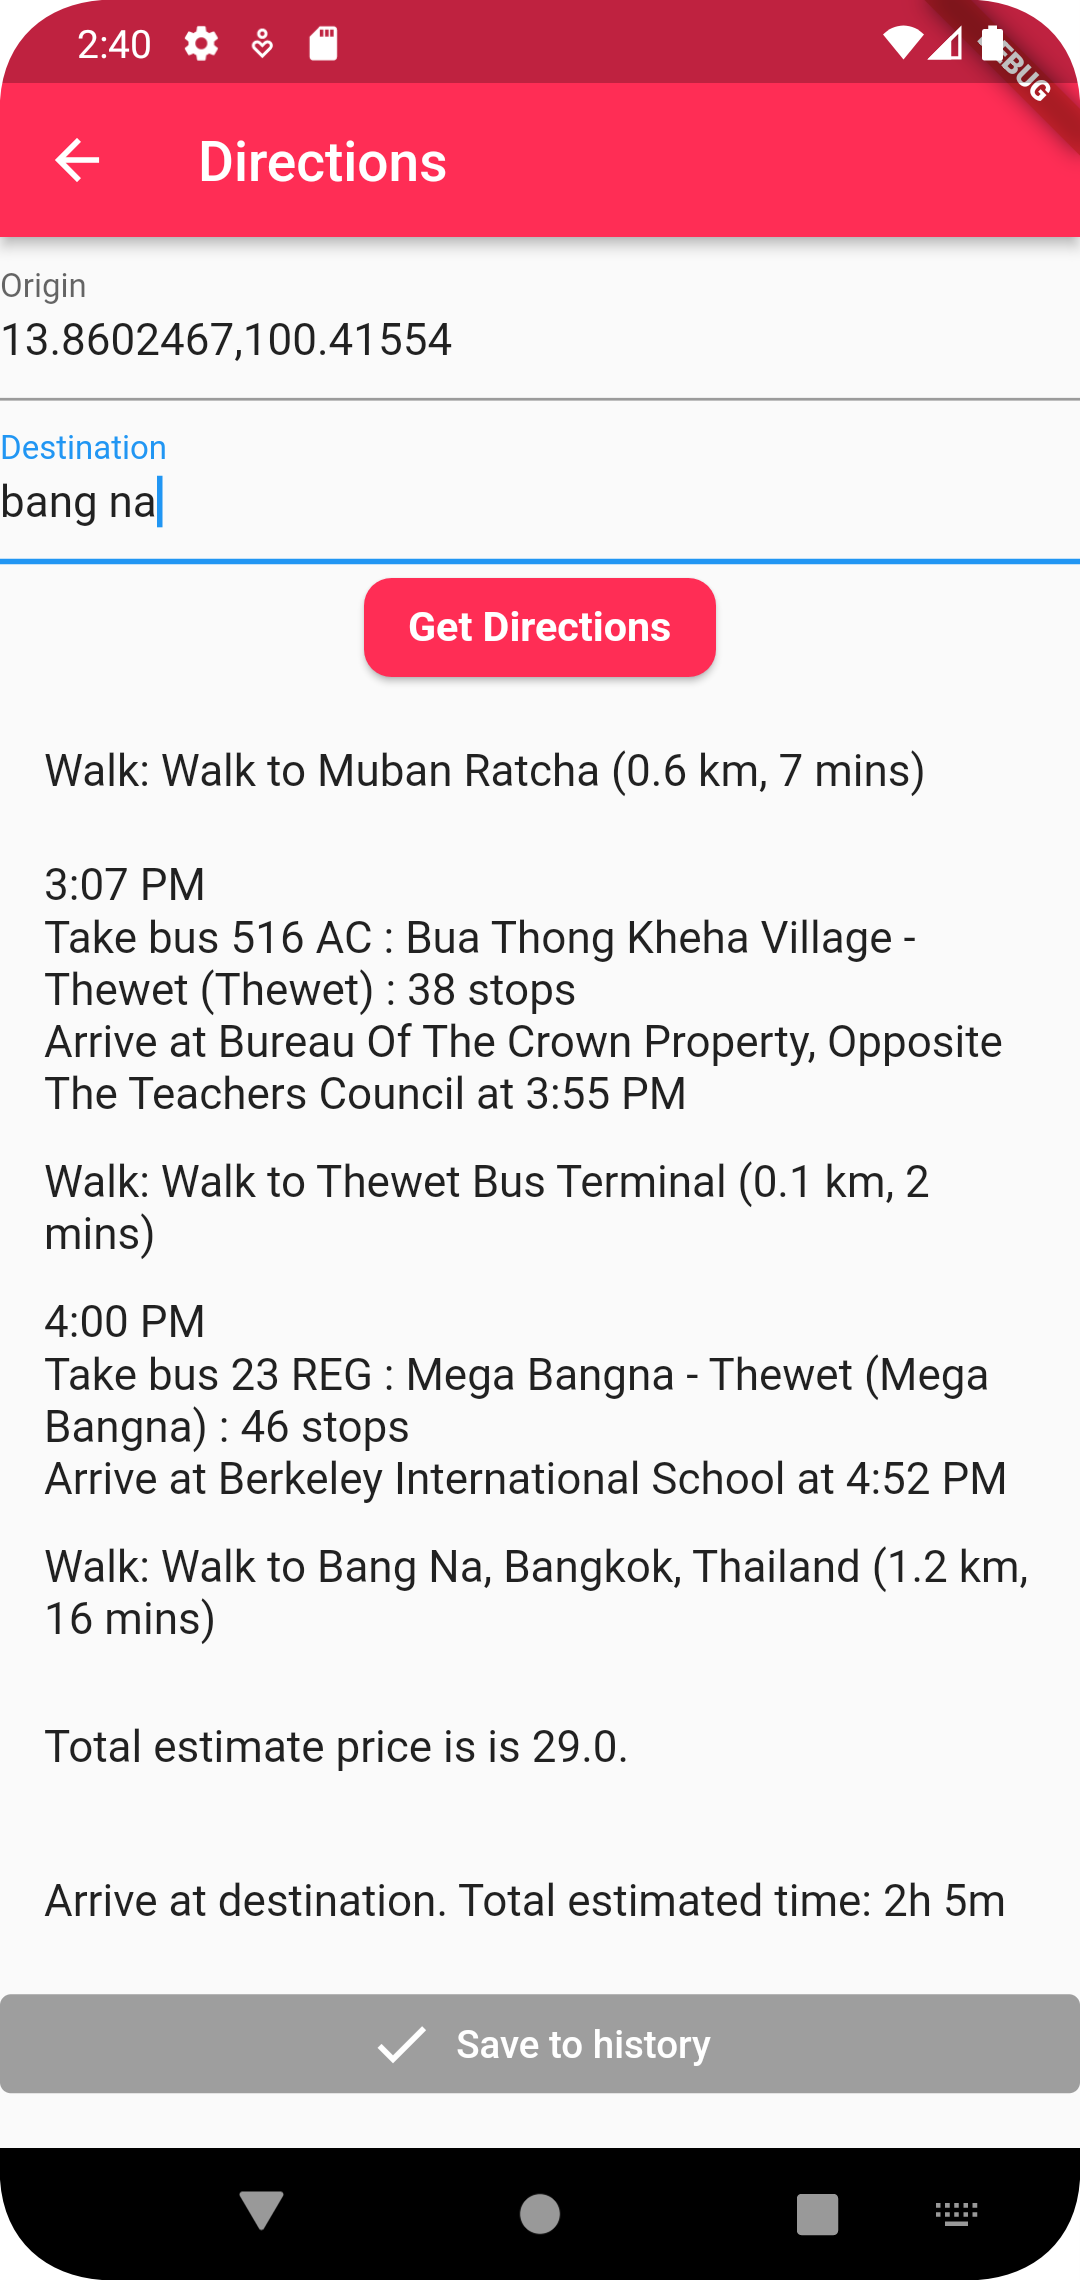 2:40
DEBUG
Directions
Origin
13.8602467,100.41554
Destination
bang na
Get Directions
Walk: Walk to Muban Ratcha (0.6 km, 7 mins)
3:07 PM
Take bus 516 AC : Bua Thong Kheha Village -
Thewet (Thewet) : 38 stops
Arrive at Bureau Of The Crown Property, Opposite
The Teachers Council at 3:55 PM
Walk: Walk to Thewet Bus Terminal (0.1 km, 2
mins)
4:00 PM
Take bus 23 REG : Mega Bangna - Thewet (Mega
Bangna) : 46 stops
Arrive at Berkeley International School at 4:52 PM
Walk: Walk to Bang Na, Bangkok, Thailand (1.2 km,
16 mins)
Total estimate price is is 29.0.
Arrive at destination. Total estimated time: 2h 5m
Save to history